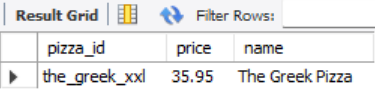 Result Grid Filter Rows:
pizza_id price name
the_greek_xxl 35.95 The Greek Pizza